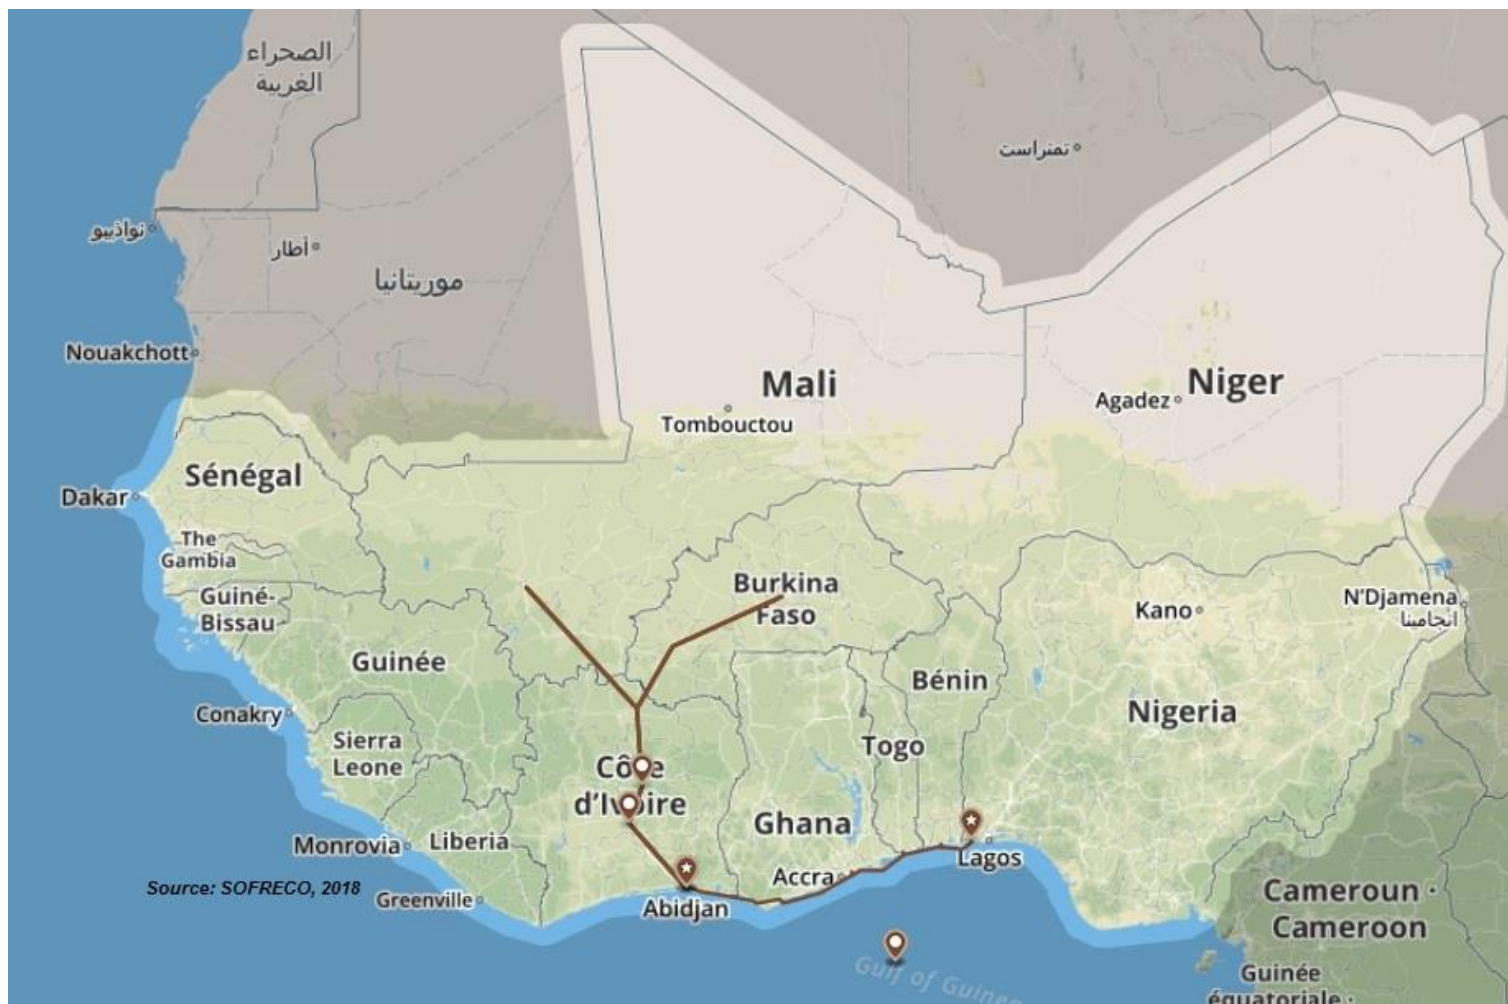 الصحراء
الغربية
تمنراست
نواذيبو
أطار
موريتانيا
Nouakchott
Mali
Niger
Agadez
Tombouctou
Sénégal
Dakar
The
Gambia
Guiné-
Bissau
Burkina
Faso
Kano
N'Djamena
انجامينا
Guinée
Bénin
Conakry
Nigeria
Sierra
Leone
Togo
Côte
d'Ivoire
Ghana
Monrovia
Liberia
Lagos
Accra
Source: SOFRECO, 2018
Greenville
Abidjan
Cameroun ·
Cameroon
Gulf of Guinea
Guinée
équatoriale ·